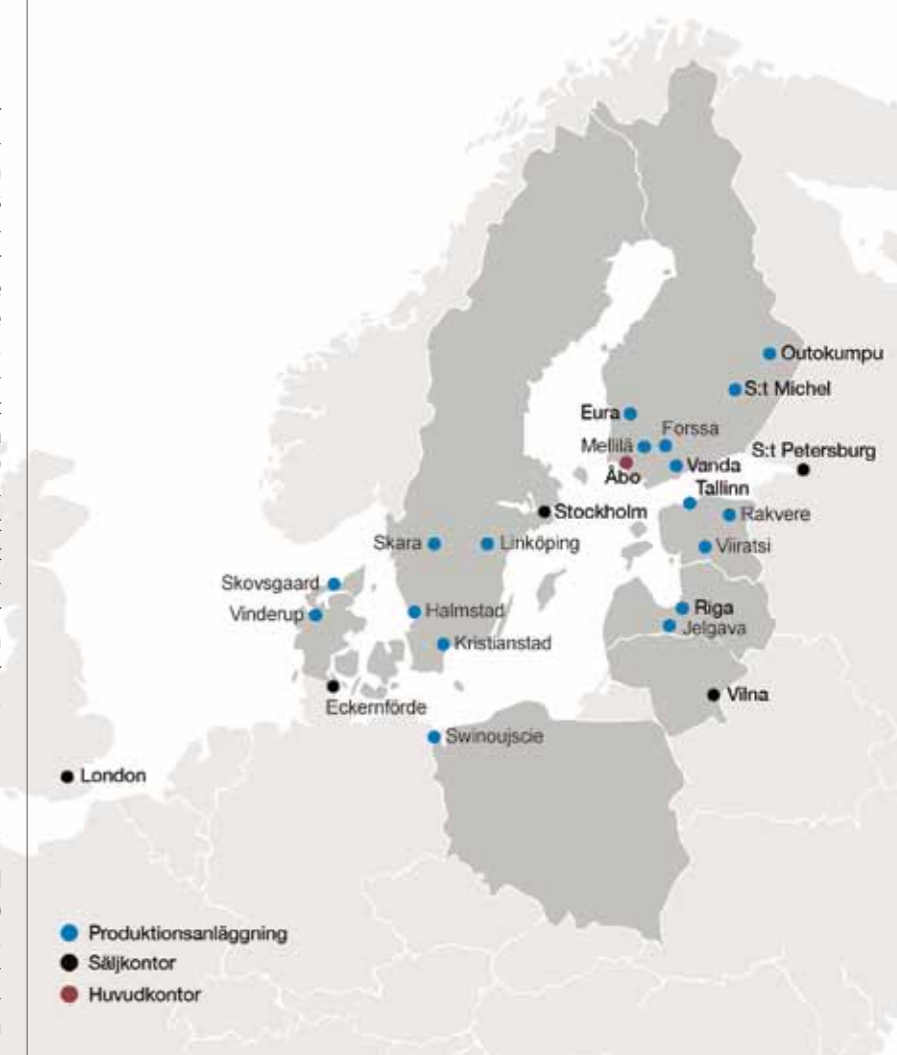 Outokumpu
S:t Michel
Eura
Forssa
Mellilä
S:t Petersburg
Vanda
Åbo
Tallinn
Stockholm
Rakvere
Skara
Linköping
Viiratsi
Skovsgaard
Vinderup
Halmstad
Riga
Jelgava
Kristianstad
Vilna
Eckernförde
Swinoujscie
London
Produktionsanläggning
Säljkontor
Huvudkontor